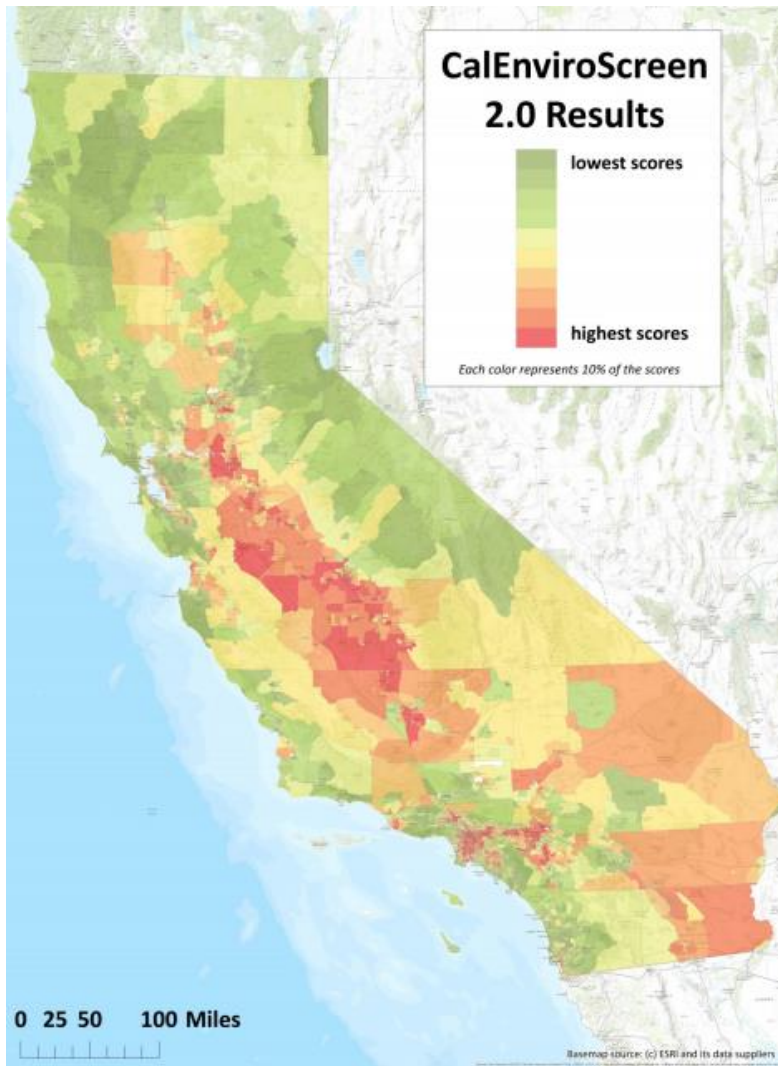 CalEnviroScreen
2.0 Results
lowest scores
highest scores
Each color represents 10% of the scores
0 25 50 100 Miles
Basemap source: (c) ESRI and its data suppliers